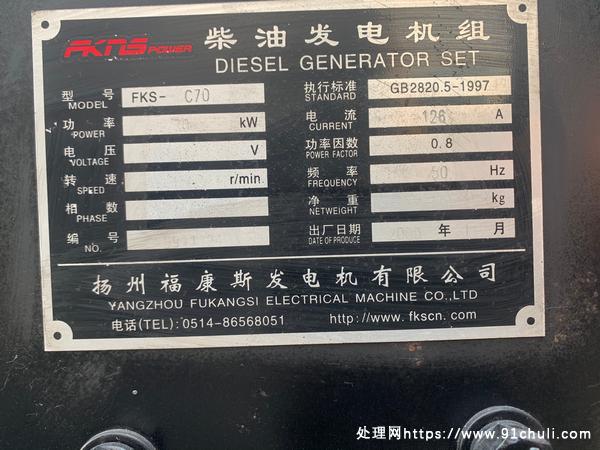 FKNS POWER 柴油发电机组
DIESEL GENERATOR SET
型号 MODEL FKS- C70 执行标准 STANDARD GB2820.5-1997
功率 POWER kW 电流 CURRENT 126 A
电压 VOLTAGE V 功率因数 POWER FACTOR 0.8
转速 SPEED r/min 频率 FREQUENCY 50 Hz
相数 PHASE 净重 NETWEIGHT kg
编号 NO. 出厂日期 DATE OF PRODUCE 年 月
扬州福康斯发电机有限公司
YANGZHOU FUKANGSI ELECTRICAL MACHINE CO.,LTD
电话(TEL):0514-86568051 http://www.fkscn.com
处理网https://www.91chuli.com